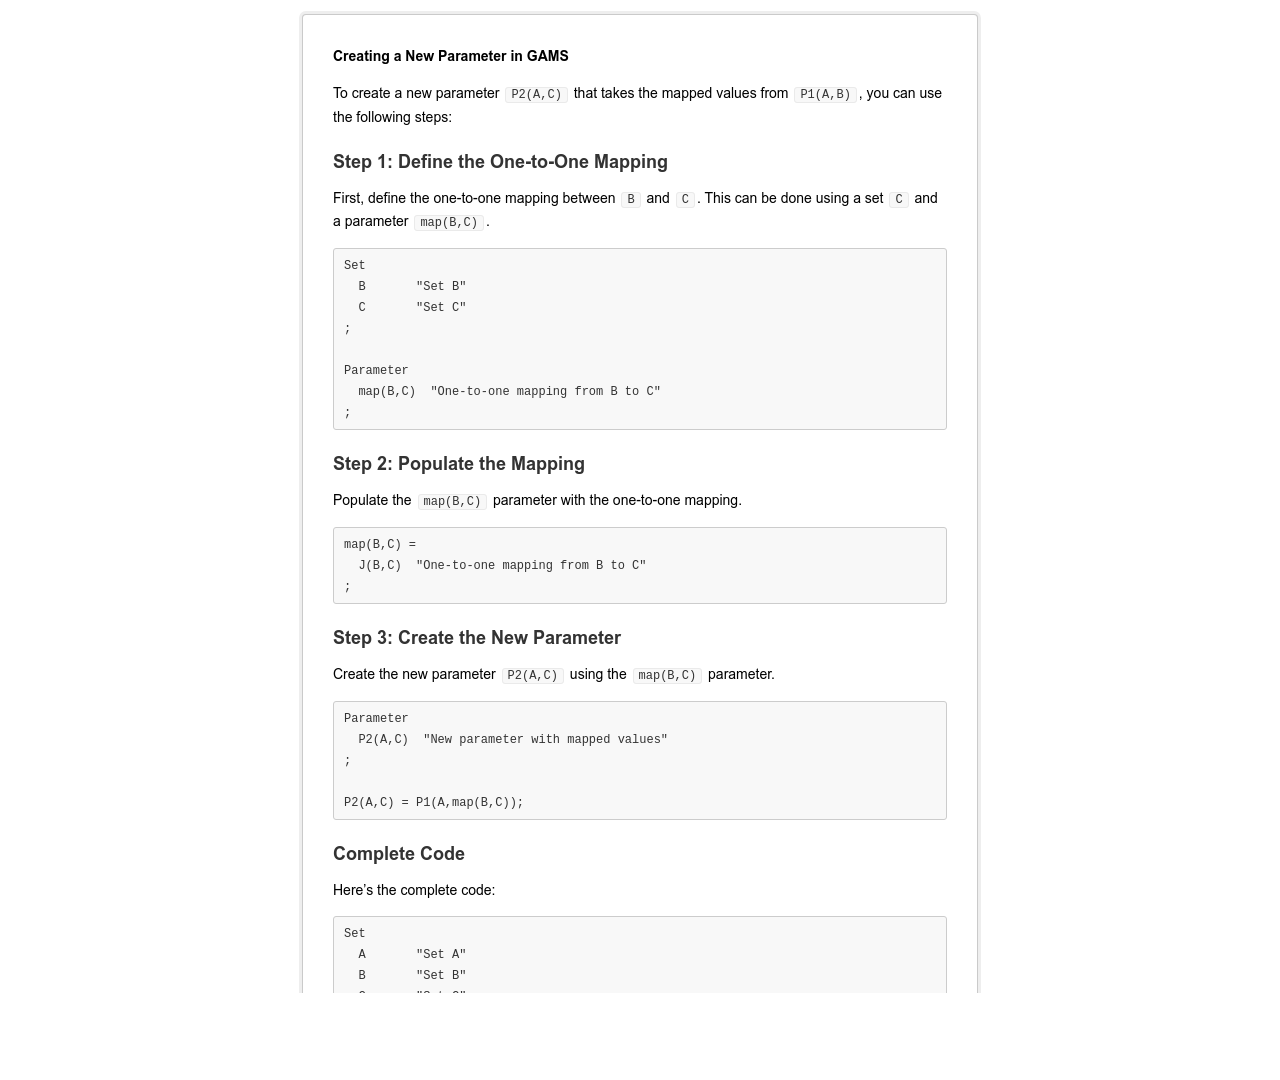 Creating a New Parameter in GAMS
To create a new parameter P2(A,C) that takes the mapped values from P1(A,B), you can use
the following steps:
Step 1: Define the One-to-One Mapping
First, define the one-to-one mapping between B and C. This can be done using a set C and
a parameter map(B,C).
Set
  B       "Set B"
  C       "Set C"
;
Parameter
  map(B,C)  "One-to-one mapping from B to C"
;
Step 2: Populate the Mapping
Populate the map(B,C) parameter with the one-to-one mapping.
map(B,C) =
  J(B,C)  "One-to-one mapping from B to C"
;
Step 3: Create the New Parameter
Create the new parameter P2(A,C) using the map(B,C) parameter.
Parameter
  P2(A,C)  "New parameter with mapped values"
;
P2(A,C) = P1(A,map(B,C));
Complete Code
Here's the complete code:
Set
  A       "Set A"
  B       "Set B"